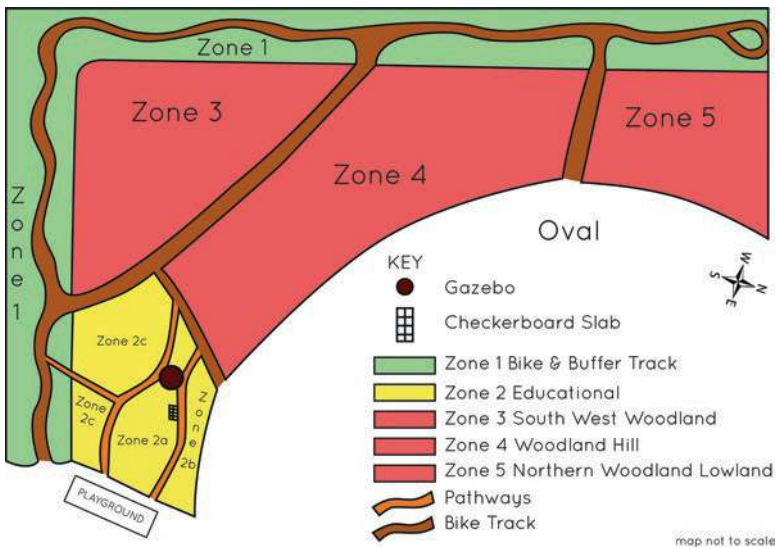 Zone 1
Zone 3
Zone 5
Zone 4
Zone 1
Oval
W
N
S
E
KEY
Gazebo
Checkerboard Slab
Zone 2c
Zone 1 Bike & Buffer Track
Zone 2 Educational
Zone 2c
Zone 2b
Zone 2a
Zone 3 South West Woodland
Zone 4 Woodland Hill
Zone 5 Northern Woodland Lowland
PLAYGROUND
Pathways
Bike Track
map not to scale